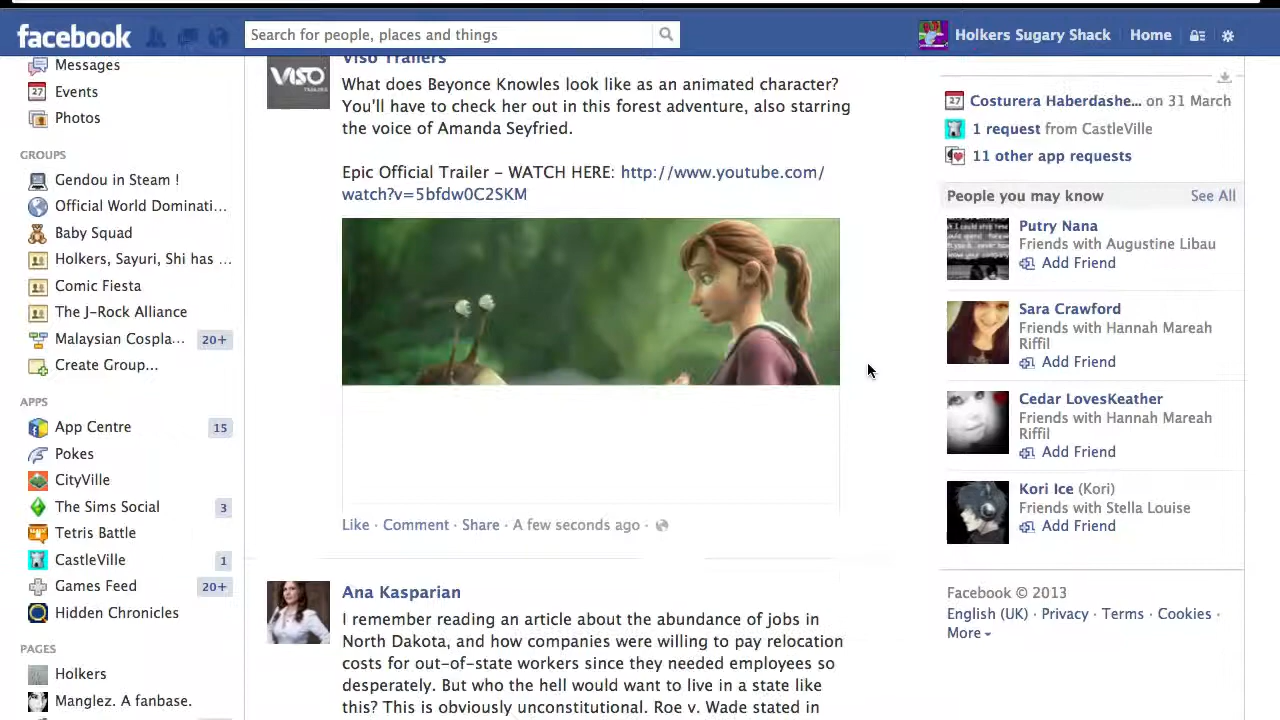 facebook
Search for people, places and things
Holkers Sugary Shack
Home
Messages
Events
Photos
GROUPS
Gendou in Steam !
Official World Dominati...
Baby Squad
Holkers, Sayuri, Shi has ...
Comic Fiesta
The J-Rock Alliance
Malaysian Cospla... 20+
Create Group...
APPS
App Centre 15
Pokes
CityVille
The Sims Social 3
Tetris Battle
CastleVille 1
Games Feed 20+
Hidden Chronicles
PAGES
Holkers
Manglez. A fanbase.
VISO
TRAILERS
Viso Trailers
What does Beyonce Knowles look like as an animated character?
You'll have to check her out in this forest adventure, also starring
the voice of Amanda Seyfried.
Epic Official Trailer - WATCH HERE: http://www.youtube.com/
watch?v=5bfdw0C2SKM
Like · Comment · Share · A few seconds ago ·
Ana Kasparian
I remember reading an article about the abundance of jobs in
North Dakota, and how companies were willing to pay relocation
costs for out-of-state workers since they needed employees so
desperately. But who the hell would want to live in a state like
this? This is obviously unconstitutional. Roe v. Wade stated in
27 Costurera Haberdashe... on 31 March
1 request from CastleVille
11 other app requests
People you may know See All
Putry Nana
Friends with Augustine Libau
Add Friend
Sara Crawford
Friends with Hannah Mareah
Riffil
Add Friend
Cedar LovesKeather
Friends with Hannah Mareah
Riffil
Add Friend
Kori Ice (Kori)
Friends with Stella Louise
Add Friend
Facebook © 2013
English (UK) · Privacy · Terms · Cookies ·
More